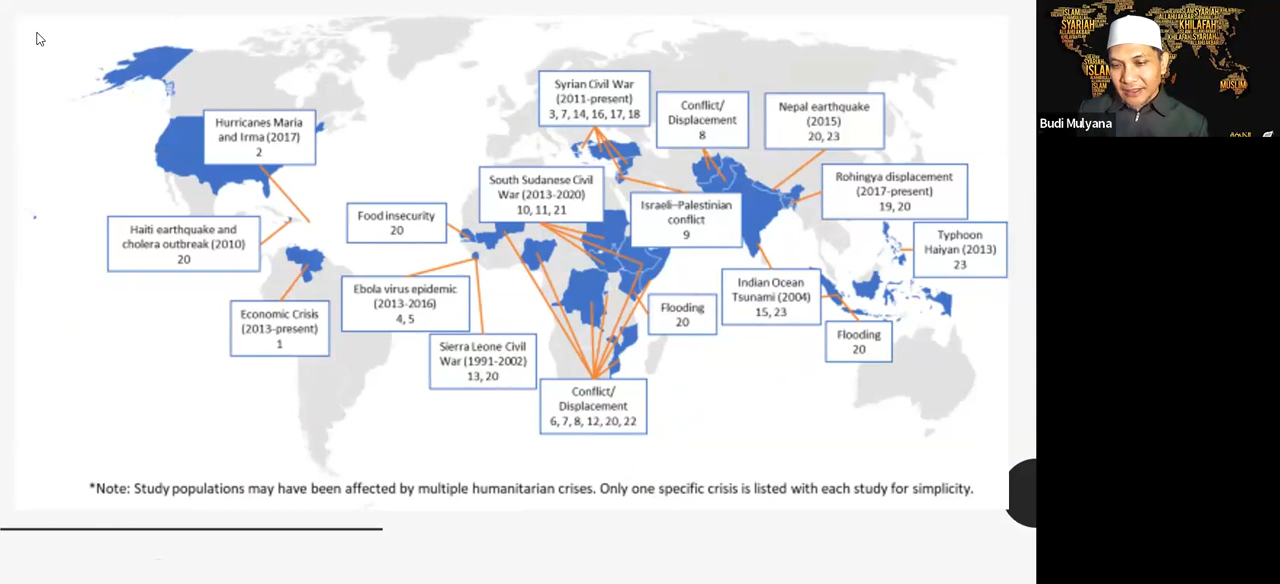 Hurricanes Maria
and Irma (2017)
2
Haiti earthquake and
cholera outbreak (2010)
20
Economic Crisis
(2013-present)
1
Food insecurity
20
Ebola virus epidemic
(2013-2016)
4, 5
Sierra Leone Civil
War (1991-2002)
13, 20
South Sudanese Civil
War (2013-2020)
10, 11, 21
Syrian Civil War
(2011-present)
3, 7, 14, 16, 17, 18
Conflict/
Displacement
8
Nepal earthquake
(2015)
20, 23
Rohingya displacement
(2017-present)
19, 20
Israeli-Palestinian
conflict
9
Typhoon
Haiyan (2013)
23
Indian Ocean
Tsunami (2004)
15, 23
Flooding
20
Flooding
20
Conflict/
Displacement
6, 7, 8, 12, 20, 22
*Note: Study populations may have been affected by multiple humanitarian crises. Only one specific crisis is listed with each study for simplicity.
ISLAM
SYARIAH
KHILAFAH
SYARIAH
ISLAM
MUSLIM
Budi Mulyana